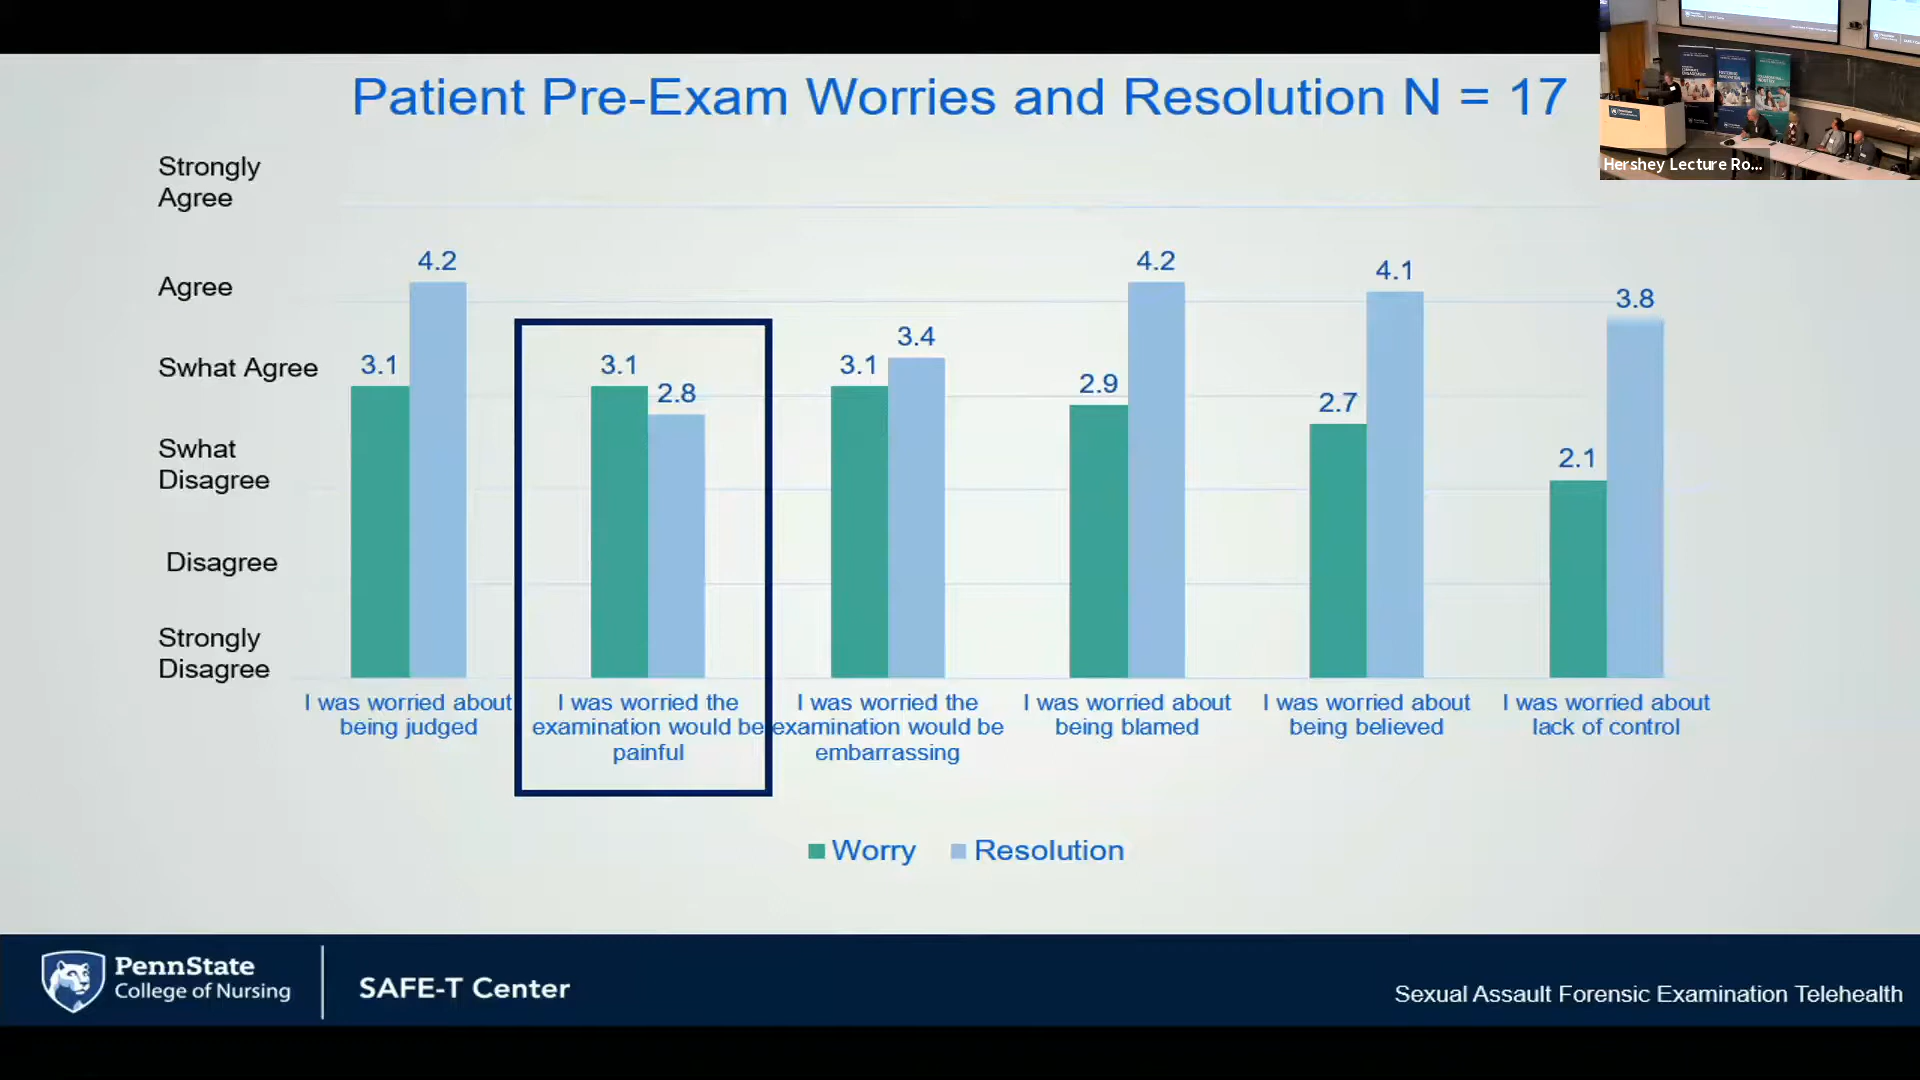 Patient Pre-Exam Worries and Resolution N = 17
Hershey Lecture Ro...
Strongly
Agree
Agree
Swhat Agree
Swhat
Disagree
Disagree
Strongly
Disagree
3.1
4.2
3.1
2.8
3.1
3.4
2.9
4.2
2.7
4.1
2.1
3.8
I was worried about
being judged
I was worried the
examination would be
painful
I was worried the
examination would be
embarrassing
I was worried about
being blamed
I was worried about
being believed
I was worried about
lack of control
Worry
Resolution
PennState
College of Nursing
SAFE-T Center
Sexual Assault Forensic Examination Telehealth